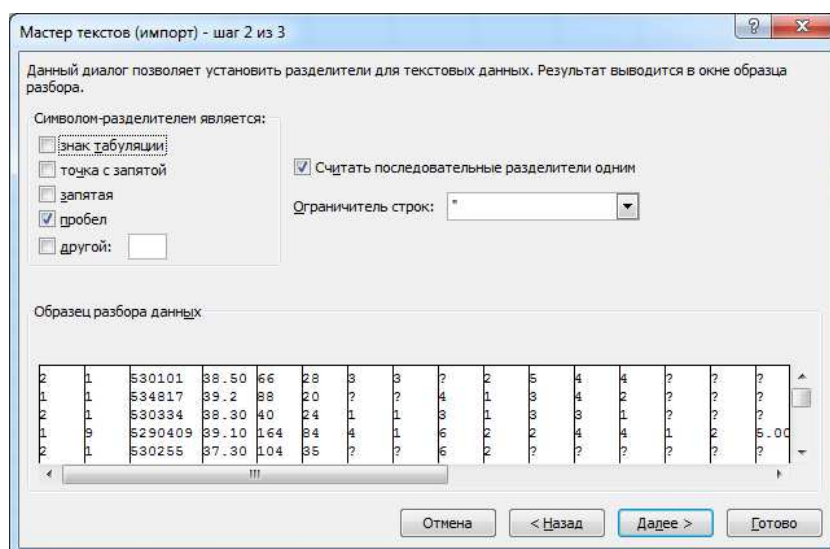 Мастер текстов (импорт) - шаг 2 из 3
Данный диалог позволяет установить разделители для текстовых данных. Результат выводится в окне образца
разбора.
Символом-разделителем является:
знак табуляции
точка с запятой
запятая
пробел
другой:
Считать последовательные разделители одним
Ограничитель строк: "
Образец разбора данных
2 1 530101 38.50 66 28 3 3 ? 2 5 4 4 ? ? ?
1 1 534817 39.2 88 20 ? ? 4 1 3 4 2 ? ? ?
2 1 530334 38.30 40 24 1 1 3 1 3 3 1 ? ? ?
1 9 5290409 39.10 164 84 4 1 6 2 2 4 4 1 2 5.00
2 1 530255 37.30 104 35 ? ? 6 2 ? ? ? ? ? ?
Отмена < Назад Далее > Готово